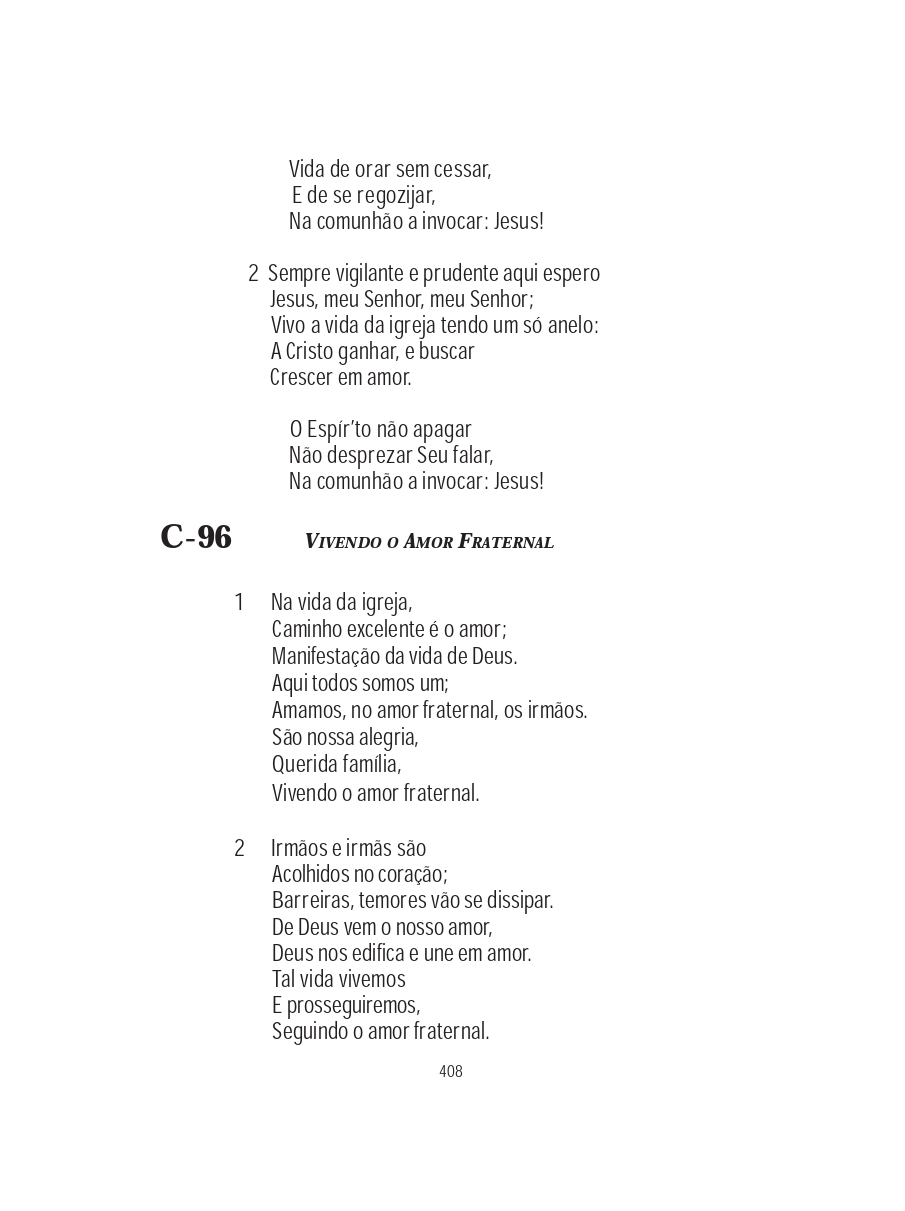 Vida de orar sem cessar,
E de se regozijar,
Na comunhão a invocar: Jesus!
2 Sempre vigilante e prudente aqui espero
Jesus, meu Senhor, meu Senhor;
Vivo a vida da igreja tendo um só anelo:
A Cristo ganhar, e buscar
Crescer em amor.
O Espír’to não apagar
Não desprezar Seu falar,
Na comunhão a invocar: Jesus!
C-96 Vivendo o Amor Fraternal
1 Na vida da igreja,
Caminho excelente é o amor;
Manifestação da vida de Deus.
Aqui todos somos um;
Amamos, no amor fraternal, os irmãos.
São nossa alegria,
Querida família,
Vivendo o amor fraternal.
2 Irmãos e irmãs são
Acolhidos no coração;
Barreiras, temores vão se dissipar.
De Deus vem o nosso amor,
Deus nos edifica e une em amor.
Tal vida vivemos
E prosseguiremos,
Seguindo o amor fraternal.
408